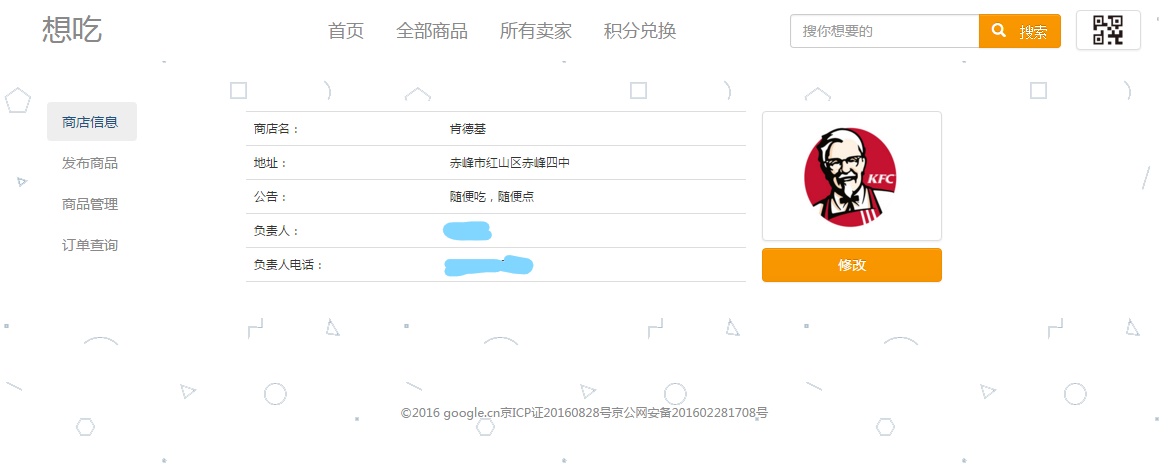 想吃 首页 全部商品 所有卖家 积分兑换 搜你想要的 搜索
商店信息
发布商品
商品管理
订单查询
商店名： 肯德基
地址： 赤峰市红山区赤峰四中
公告： 随便吃，随便点
负责人：
负责人电话：
KFC
修改
©2016 google.cn京ICP证20160828号京公网安备201602281708号